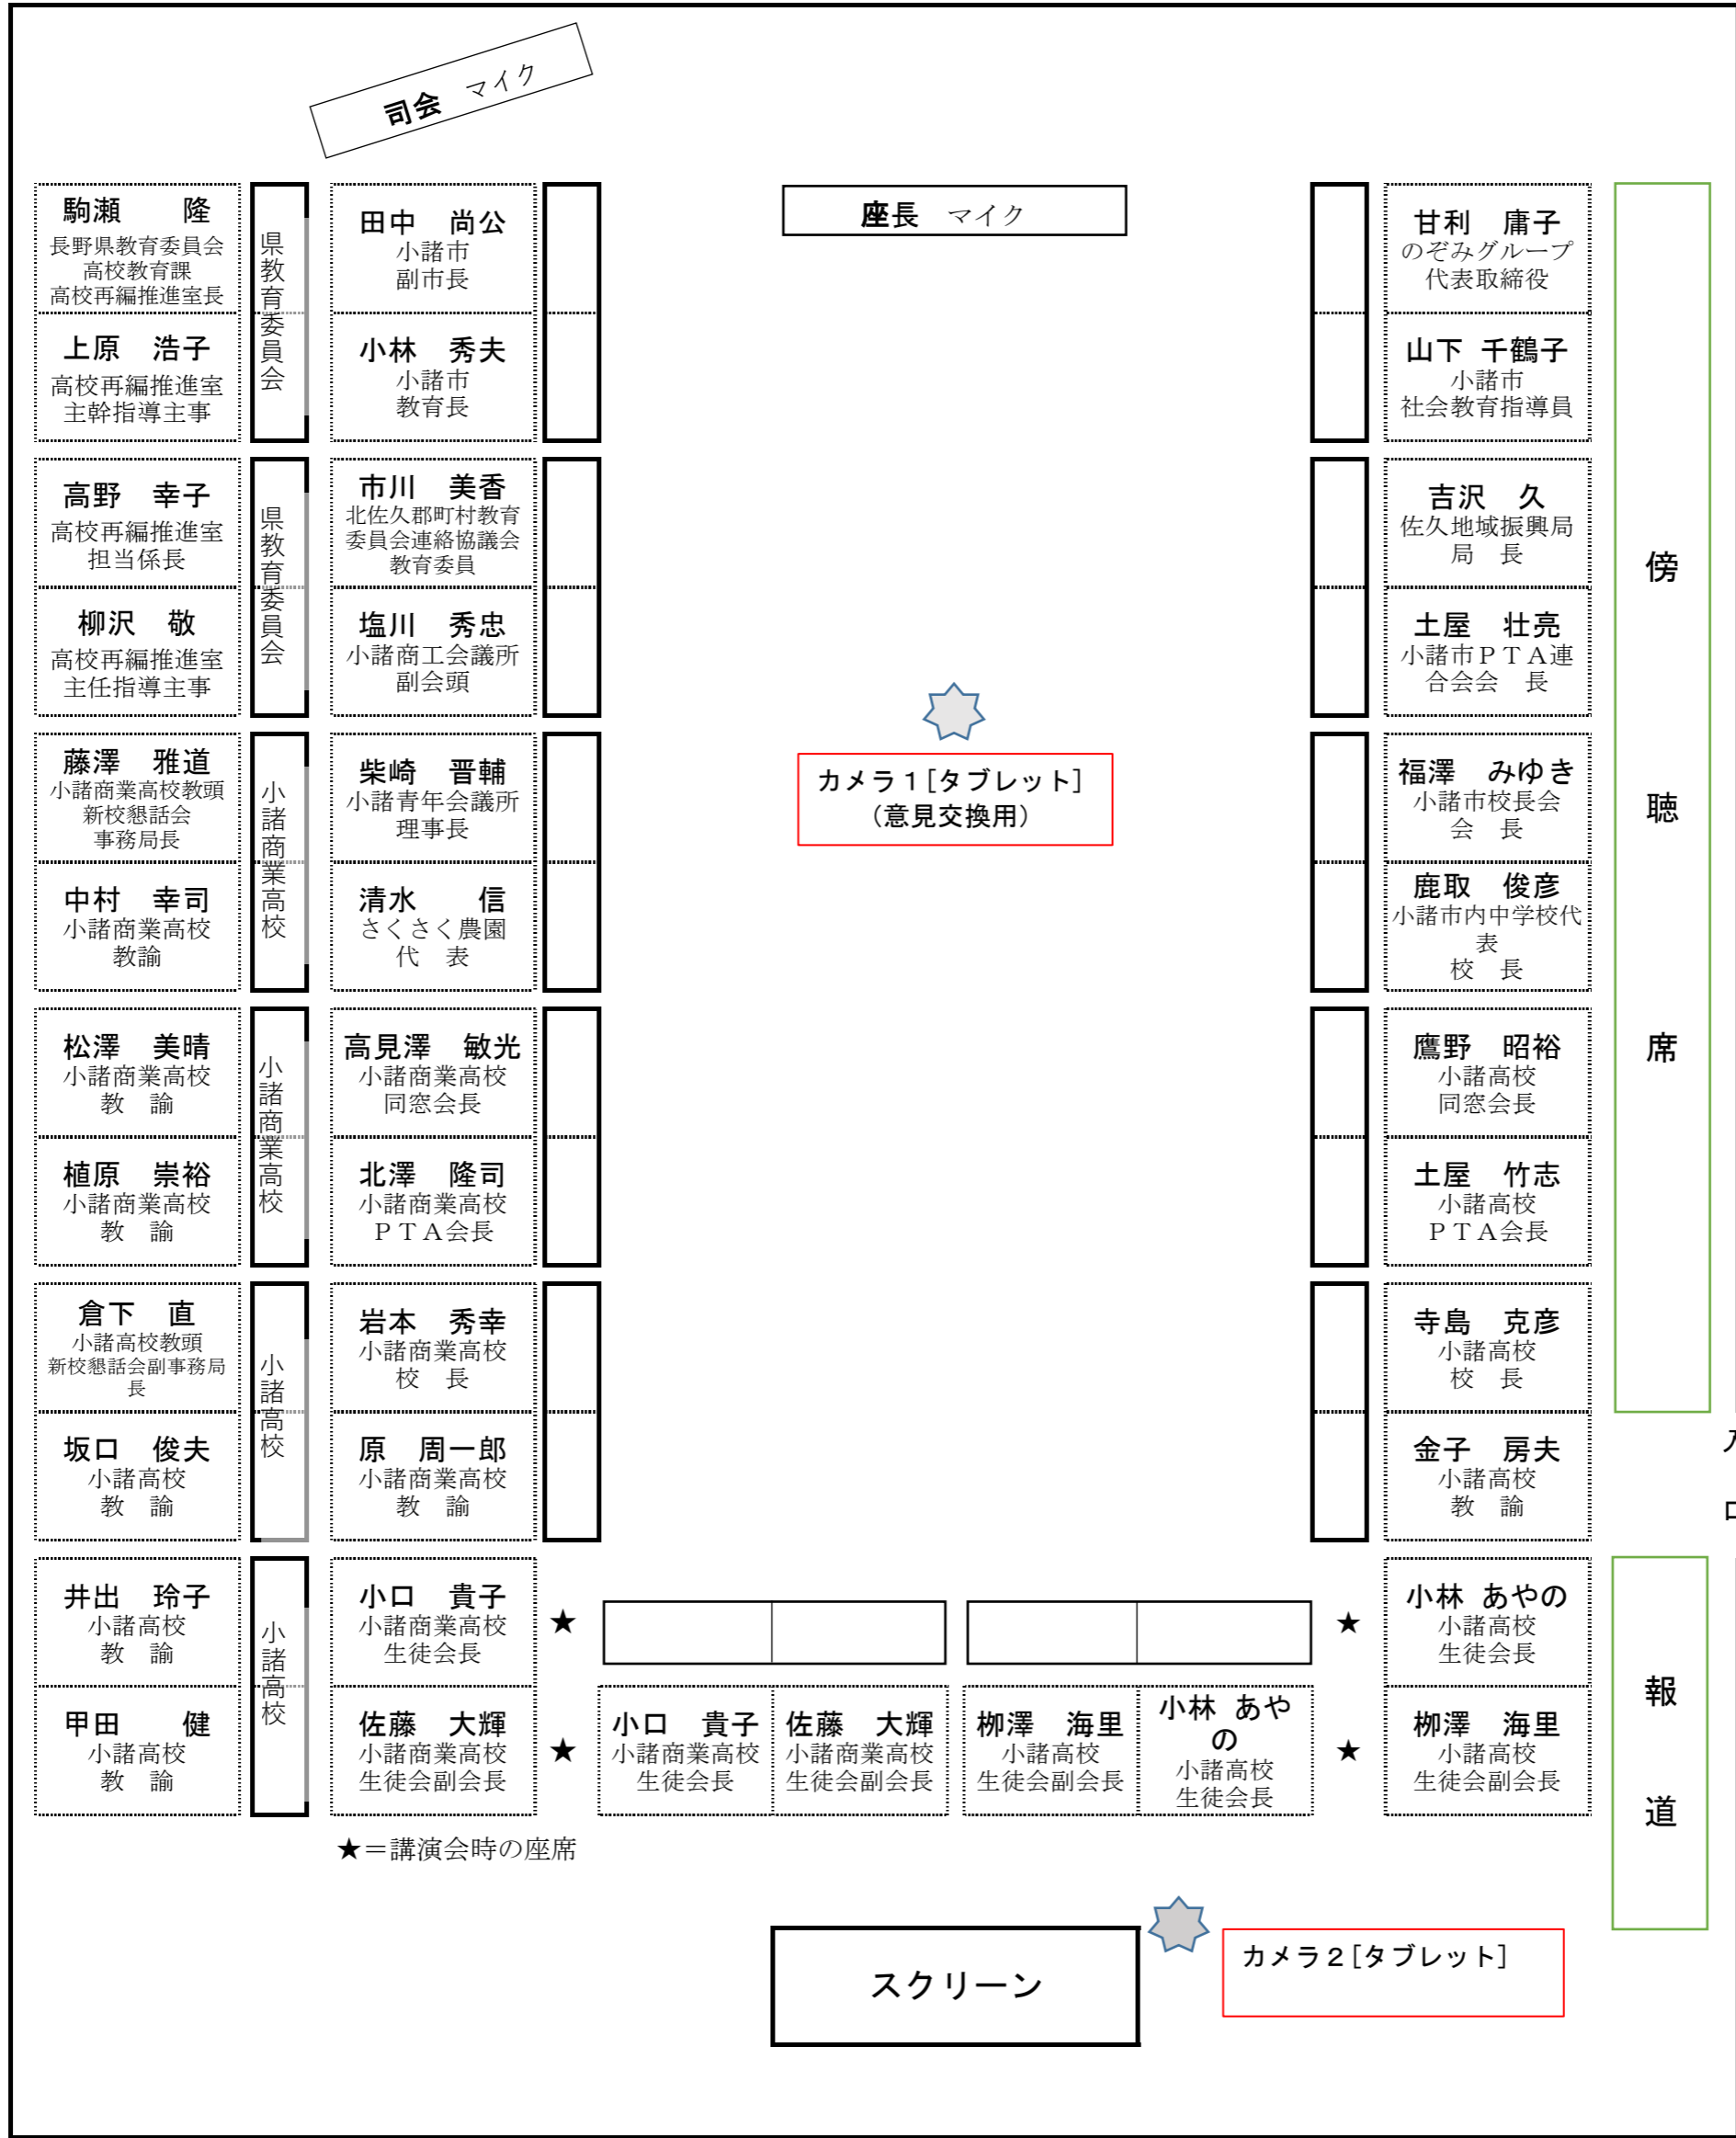 司会　マイク
座長　マイク
駒瀬　　隆
長野県教育委員会
高校教育課
高校再編推進室長
上原　浩子
高校再編推進室
主幹指導主事
県教育委員会
田中　尚公
小諸市
副市長
小林　秀夫
小諸市
教育長
甘利　庸子
のぞみグループ
代表取締役
山下 千鶴子
小諸市
社会教育指導員
高野　幸子
高校再編推進室
担当係長
柳沢　敬
高校再編推進室
主任指導主事
県教育委員会
市川　美香
北佐久郡町村教育
委員会連絡協議会
教育委員
塩川　秀忠
小諸商工会議所
副会頭
吉沢　久
佐久地域振興局
局　長
土屋　壮亮
小諸市ＰＴＡ連
合会会　長
カメラ１[タブレット]
（意見交換用）
藤澤　雅道
小諸商業高校教頭
新校懇話会
事務局長
中村　幸司
小諸商業高校
教諭
小諸商業高校
柴崎　晋輔
小諸青年会議所
理事長
清水　　信
さくさく農園
代　表
福澤　みゆき
小諸市校長会
会　長
鹿取　俊彦
小諸市内中学校代
表
校　長
松澤　美晴
小諸商業高校
教　諭
植原　崇裕
小諸商業高校
教　諭
小諸商業高校
高見澤　敏光
小諸商業高校
同窓会長
北澤　隆司
小諸商業高校
ＰＴＡ会長
鷹野　昭裕
小諸高校
同窓会長
土屋　竹志
小諸高校
ＰＴＡ会長
倉下　直
小諸高校教頭
新校懇話会副事務局
長
坂口　俊夫
小諸高校
教　諭
小諸高校
岩本　秀幸
小諸商業高校
校　長
原　周一郎
小諸商業高校
教　諭
寺島　克彦
小諸高校
校　長
金子　房夫
小諸高校
教　諭
傍聴席
井出　玲子
小諸高校
教　諭
甲田　　健
小諸高校
教　諭
小諸高校
小口　貴子
小諸商業高校
生徒会長
★
佐藤　大輝
小諸商業高校
生徒会副会長
★
小口　貴子
小諸商業高校
生徒会長
佐藤　大輝
小諸商業高校
生徒会副会長
栁澤　海里
小諸高校
生徒会副会長
小林 あや
の
小諸高校
生徒会長
★
小林 あやの
小諸高校
生徒会長
★
栁澤　海里
小諸高校
生徒会副会長
報道
★＝講演会時の座席
スクリーン
カメラ２[タブレット]